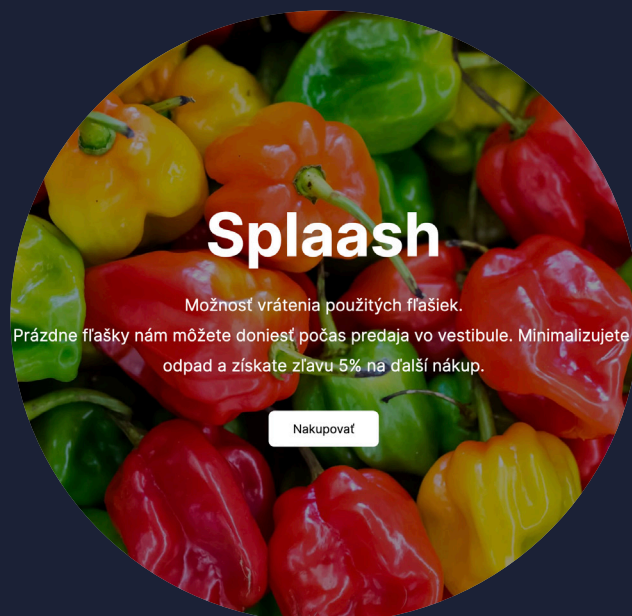 Splaash
Možnosť vrátenia použitých fľašiek.
Prázdne fľašky nám môžete doniesť počas predaja vo vestibule. Minimalizujete
odpad a získate zľavu 5% na ďalší nákup.
Nakupovať